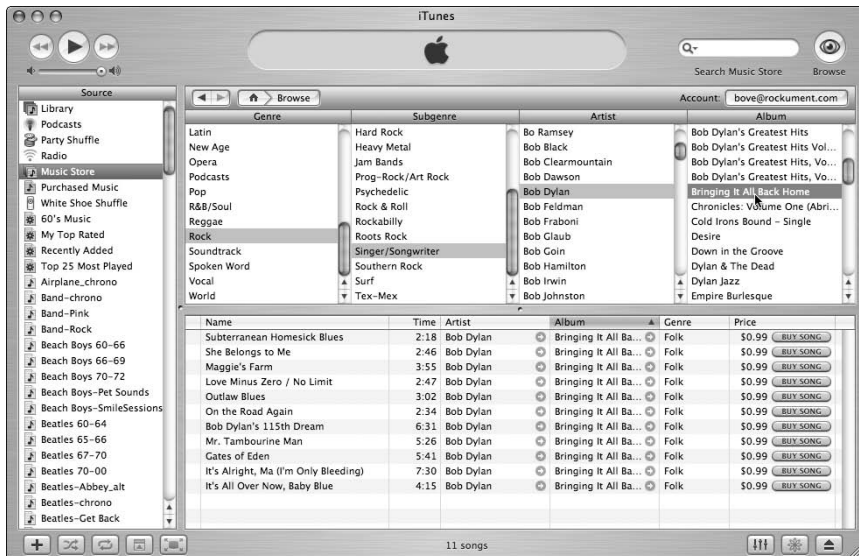 iTunes
Search Music Store
Browse
Source
Library
Podcasts
Party Shuffle
Radio
Music Store
Purchased Music
White Shoe Shuffle
60's Music
My Top Rated
Recently Added
Top 25 Most Played
Airplane_chrono
Band-chrono
Band-Pink
Band-Rock
Beach Boys 60-66
Beach Boys 66-69
Beach Boys 70-72
Beach Boys-Pet Sounds
Beach Boys-SmileSessions
Beatles 60-64
Beatles 65-66
Beatles 67-70
Beatles 70-00
Beatles-Abbey_alt
Beatles-chrono
Beatles-Get Back
Browse
Account: bove@rockument.com
Genre
Latin
New Age
Opera
Podcasts
Pop
R&B/Soul
Reggae
Rock
Soundtrack
Spoken Word
Vocal
World
Subgenre
Hard Rock
Heavy Metal
Jam Bands
Prog-Rock/Art Rock
Psychedelic
Rock & Roll
Rockabilly
Roots Rock
Singer/Songwriter
Southern Rock
Surf
Tex-Mex
Artist
Bo Ramsey
Bob Black
Bob Clearmountain
Bob Dawson
Bob Dylan
Bob Feldman
Bob Fraboni
Bob Glaub
Bob Goin
Bob Hamilton
Bob Irwin
Bob Johnston
Album
Bob Dylan's Greatest Hits
Bob Dylan's Greatest Hits Vol...
Bob Dylan's Greatest Hits, Vo...
Bob Dylan's Greatest Hits, Vo...
Bringing It All Back Home
Chronicles: Volume One (Abri...
Cold Irons Bound - Single
Desire
Down in the Groove
Dylan & The Dead
Dylan Jazz
Empire Burlesque
Name Time Artist Album Genre Price
Subterranean Homesick Blues 2:18 Bob Dylan Bringing It All Ba... Folk $0.99 BUY SONG
She Belongs to Me 2:46 Bob Dylan Bringing It All Ba... Folk $0.99 BUY SONG
Maggie's Farm 3:55 Bob Dylan Bringing It All Ba... Folk $0.99 BUY SONG
Love Minus Zero / No Limit 2:47 Bob Dylan Bringing It All Ba... Folk $0.99 BUY SONG
Outlaw Blues 3:02 Bob Dylan Bringing It All Ba... Folk $0.99 BUY SONG
On the Road Again 2:34 Bob Dylan Bringing It All Ba... Folk $0.99 BUY SONG
Bob Dylan's 115th Dream 6:31 Bob Dylan Bringing It All Ba... Folk $0.99 BUY SONG
Mr. Tambourine Man 5:26 Bob Dylan Bringing It All Ba... Folk $0.99 BUY SONG
Gates of Eden 5:41 Bob Dylan Bringing It All Ba... Folk $0.99 BUY SONG
It's Alright, Ma (I'm Only Bleeding) 7:30 Bob Dylan Bringing It All Ba... Folk $0.99 BUY SONG
It's All Over Now, Baby Blue 4:15 Bob Dylan Bringing It All Ba... Folk $0.99 BUY SONG
11 songs